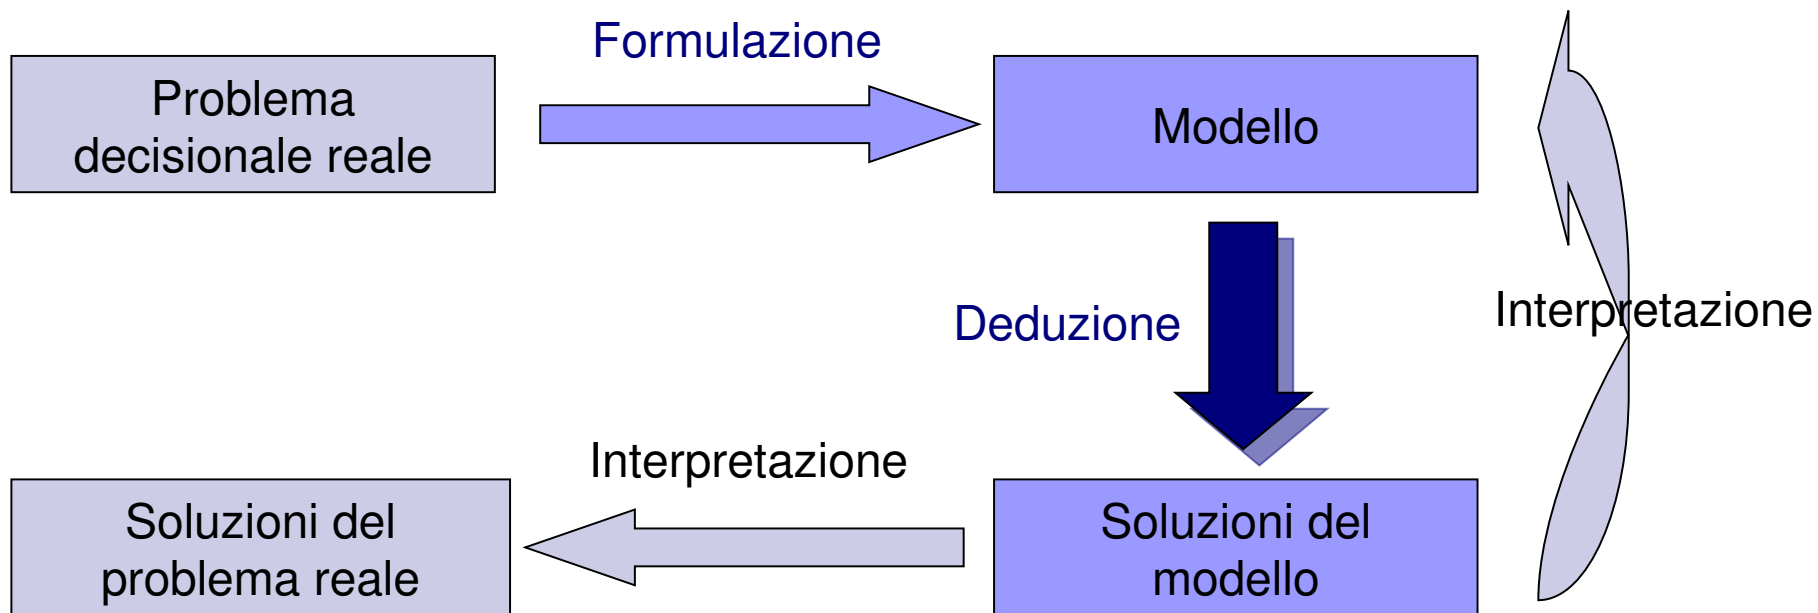 Formulazione
Problema
decisionale reale
Modello
Deduzione
Interpretazione
Interpretazione
Soluzioni del
problema reale
Soluzioni del
modello